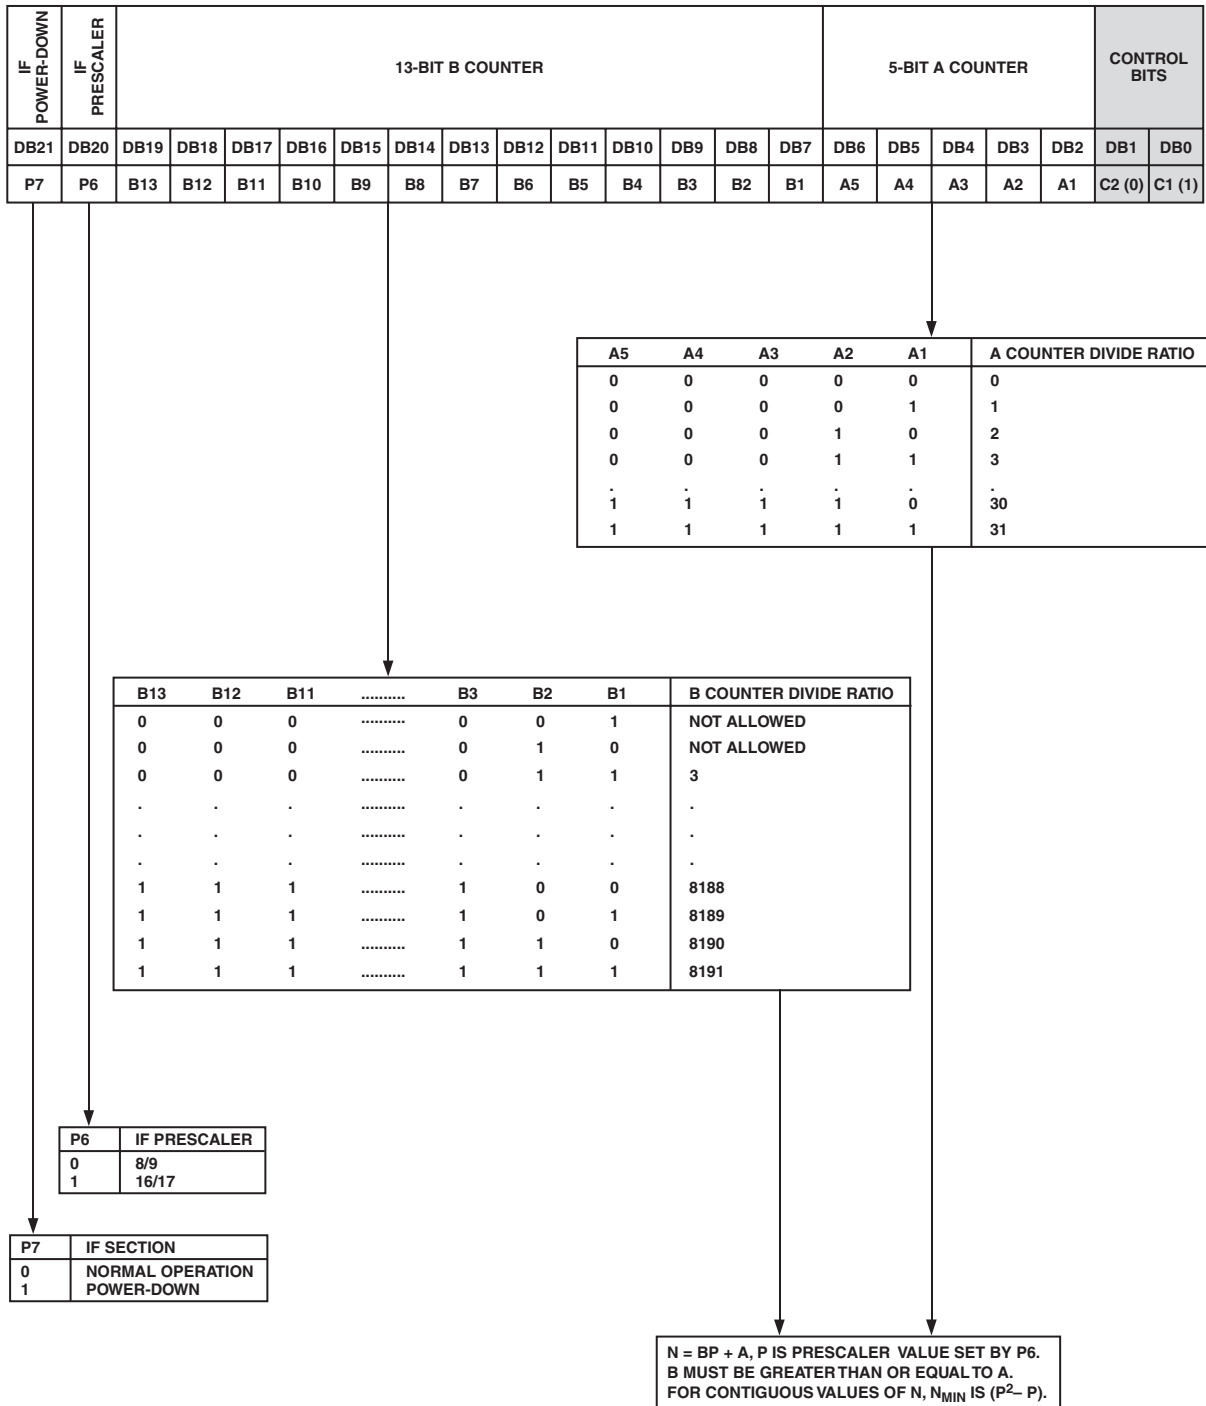 IF
POWER-DOWN
IF
PRESCALER
13-BIT B COUNTER
5-BIT A COUNTER
CONTROL
BITS
DB21 DB20 DB19 DB18 DB17 DB16 DB15 DB14 DB13 DB12 DB11 DB10 DB9 DB8 DB7 DB6 DB5 DB4 DB3 DB2 DB1 DB0
P7 P6 B13 B12 B11 B10 B9 B8 B7 B6 B5 B4 B3 B2 B1 A5 A4 A3 A2 A1 C2 (0) C1 (1)
A5 A4 A3 A2 A1 A COUNTER DIVIDE RATIO
0 0 0 0 0 0
0 0 0 0 1 1
0 0 0 1 0 2
0 0 0 1 1 3
. . . . . .
1 1 1 1 0 30
1 1 1 1 1 31
B13 B12 B11 .......... B3 B2 B1 B COUNTER DIVIDE RATIO
0 0 0 .......... 0 0 1 NOT ALLOWED
0 0 0 .......... 0 1 0 NOT ALLOWED
0 0 0 .......... 0 1 1 3
. . . .......... . . . .
. . . .......... . . . .
. . . .......... . . . .
1 1 1 .......... 1 0 0 8188
1 1 1 .......... 1 0 1 8189
1 1 1 .......... 1 1 0 8190
1 1 1 .......... 1 1 1 8191
P6 IF PRESCALER
0 8/9
1 16/17
P7 IF SECTION
0 NORMAL OPERATION
1 POWER-DOWN
N = BP + A, P IS PRESCALER VALUE SET BY P6.
B MUST BE GREATER THAN OR EQUAL TO A.
FOR CONTIGUOUS VALUES OF N, NMIN IS (P2– P).